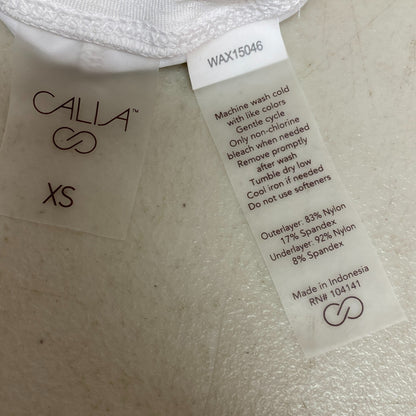 CALIA™
XS
WAX15046
Machine wash cold
with like colors
Gentle cycle
Only non-chlorine
bleach when needed
Remove promptly
after wash
Tumble dry low
Cool iron if needed
Do not use softeners
Outerlayer: 83% Nylon
17% Spandex
Underlayer: 92% Nylon
8% Spandex
Made in Indonesia
RN# 104141